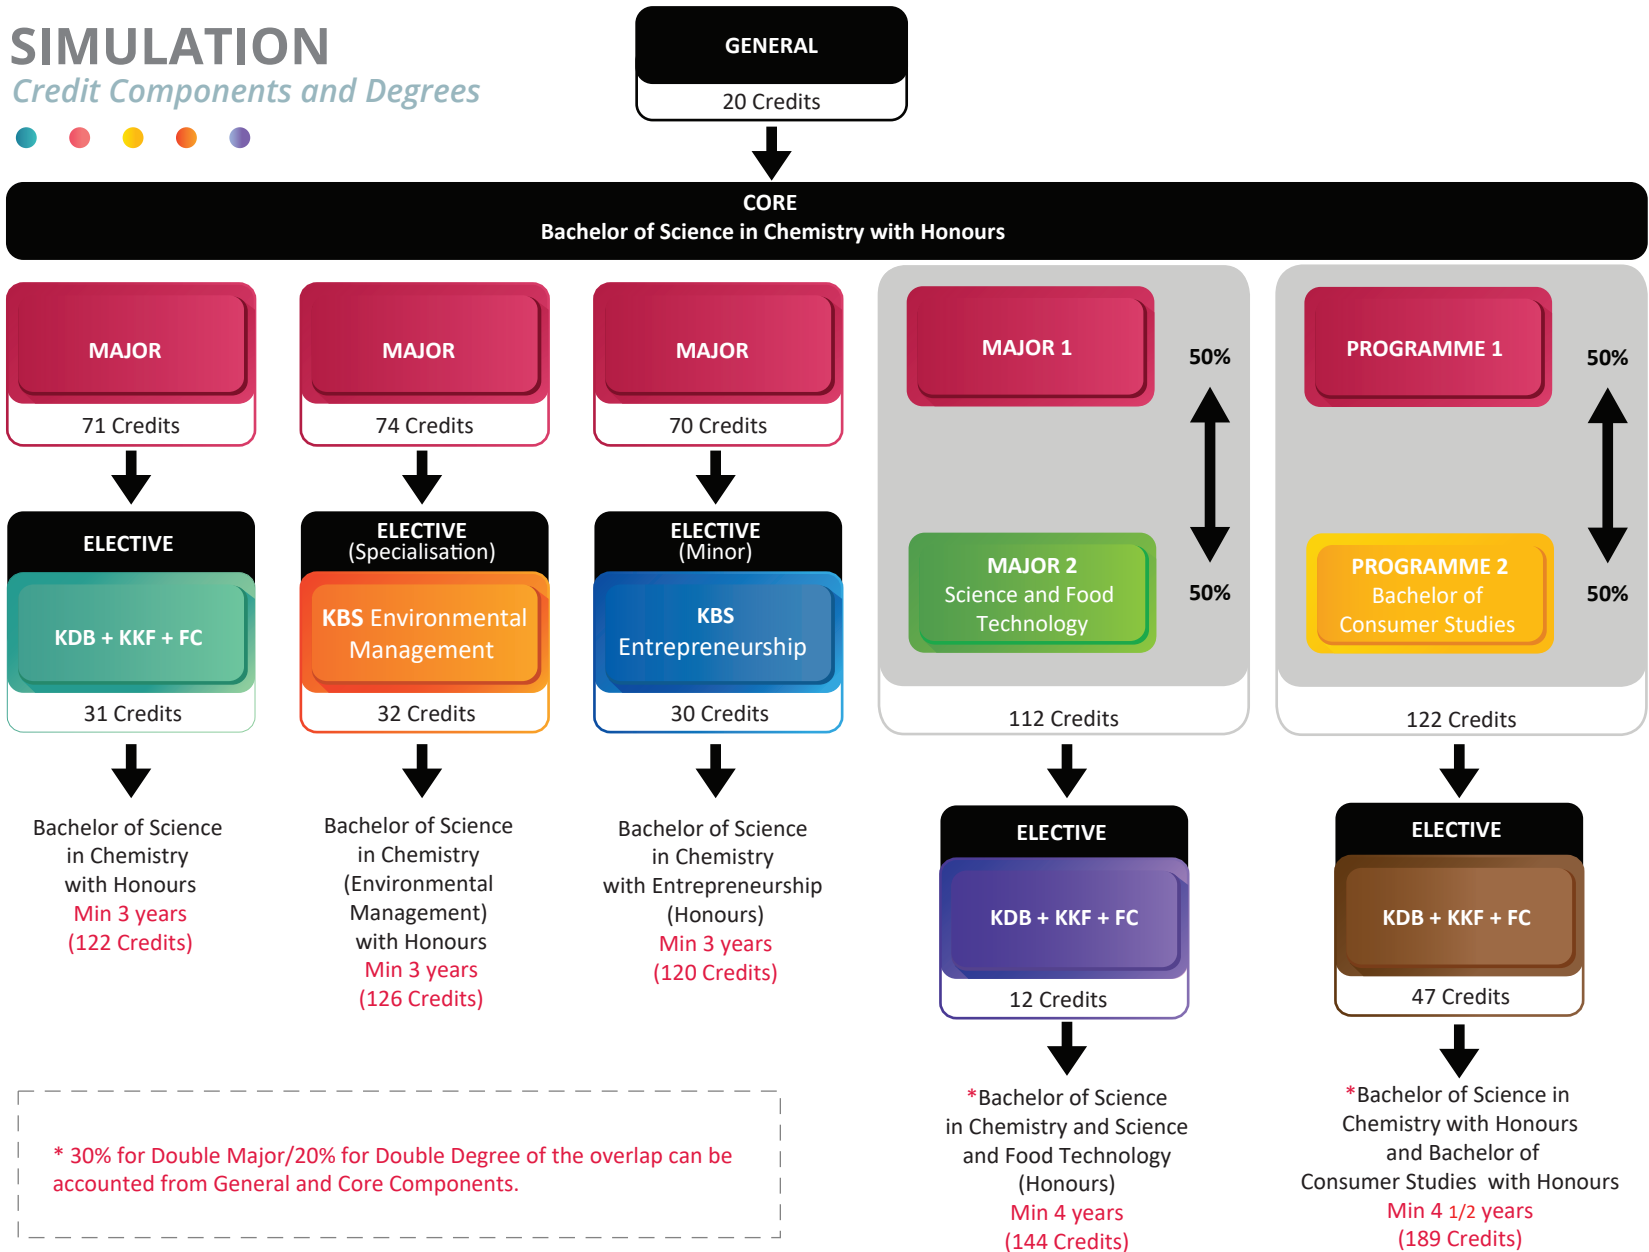 SIMULATION
Credit Components and Degrees
GENERAL
20 Credits
CORE
Bachelor of Science in Chemistry with Honours
MAJOR
71 Credits
ELECTIVE
KDB + KKF + FC
31 Credits
Bachelor of Science
in Chemistry
with Honours
Min 3 years
(122 Credits)
MAJOR
74 Credits
ELECTIVE
(Specialisation)
KBS Environmental
Management
32 Credits
Bachelor of Science
in Chemistry
(Environmental
Management)
with Honours
Min 3 years
(126 Credits)
MAJOR
70 Credits
ELECTIVE
(Minor)
KBS
Entrepreneurship
30 Credits
Bachelor of Science
in Chemistry
with Entrepreneurship
(Honours)
Min 3 years
(120 Credits)
MAJOR 1
50%
MAJOR 2
Science and Food
Technology
50%
112 Credits
ELECTIVE
KDB + KKF + FC
12 Credits
*Bachelor of Science
in Chemistry and Science
and Food Technology
(Honours)
Min 4 years
(144 Credits)
PROGRAMME 1
50%
PROGRAMME 2
Bachelor of
Consumer Studies
50%
122 Credits
ELECTIVE
KDB + KKF + FC
47 Credits
*Bachelor of Science in
Chemistry with Honours
and Bachelor of
Consumer Studies with Honours
Min 4 1/2 years
(189 Credits)
* 30% for Double Major/20% for Double Degree of the overlap can be
accounted from General and Core Components.